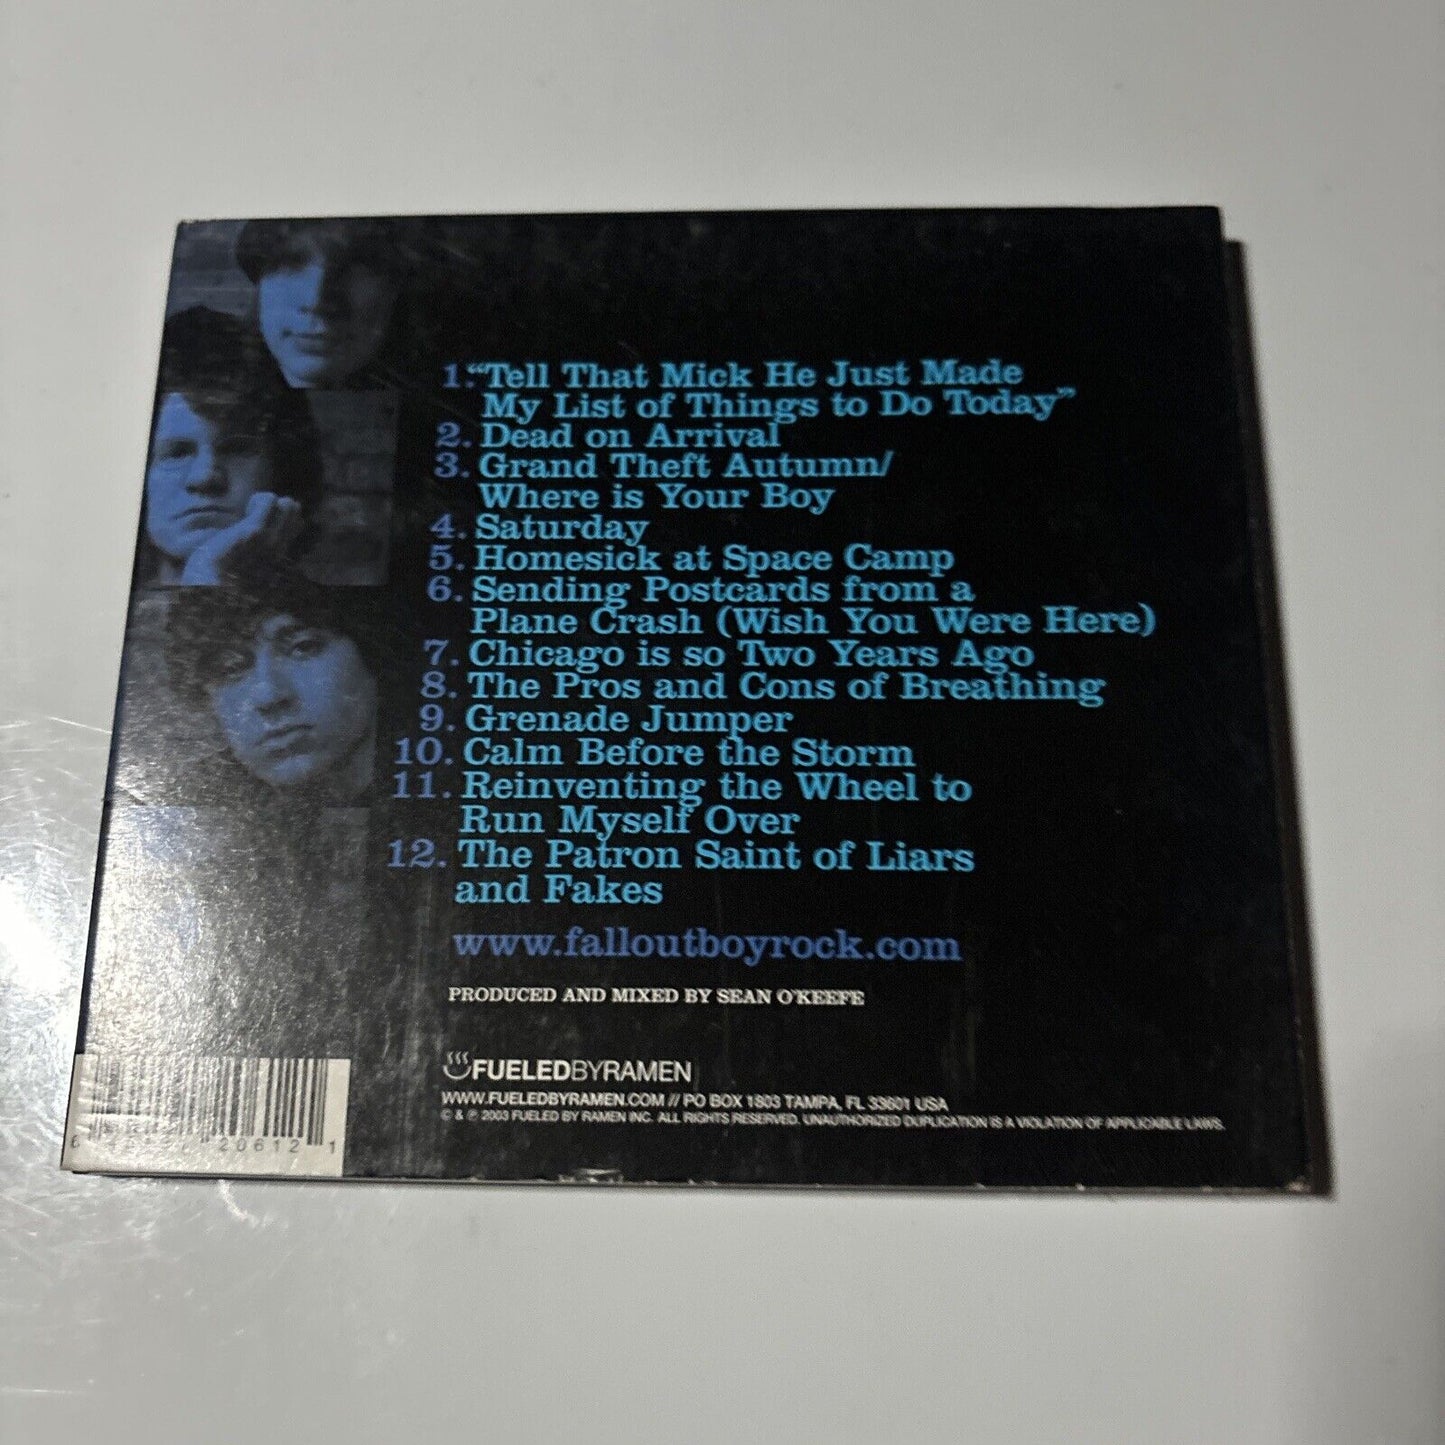 1. “Tell That Mick He Just Made
My List of Things to Do Today”
2. Dead on Arrival
3. Grand Theft Autumn/
Where is Your Boy
4. Saturday
5. Homesick at Space Camp
6. Sending Postcards from a
Plane Crash (Wish You Were Here)
7. Chicago is so Two Years Ago
8. The Pros and Cons of Breathing
9. Grenade Jumper
10. Calm Before the Storm
11. Reinventing the Wheel to
Run Myself Over
12. The Patron Saint of Liars
and Fakes
www.falloutboyrock.com
PRODUCED AND MIXED BY SEAN O'KEEFE
FUELEDBYRAMEN
WWW.FUELEDBYRAMEN.COM // PO BOX 1803 TAMPA, FL 33601 USA
© & ℗ 2003 FUELED BY RAMEN INC. ALL RIGHTS RESERVED. UNAUTHORIZED DUPLICATION IS A VIOLATION OF APPLICABLE LAWS.
20612 1